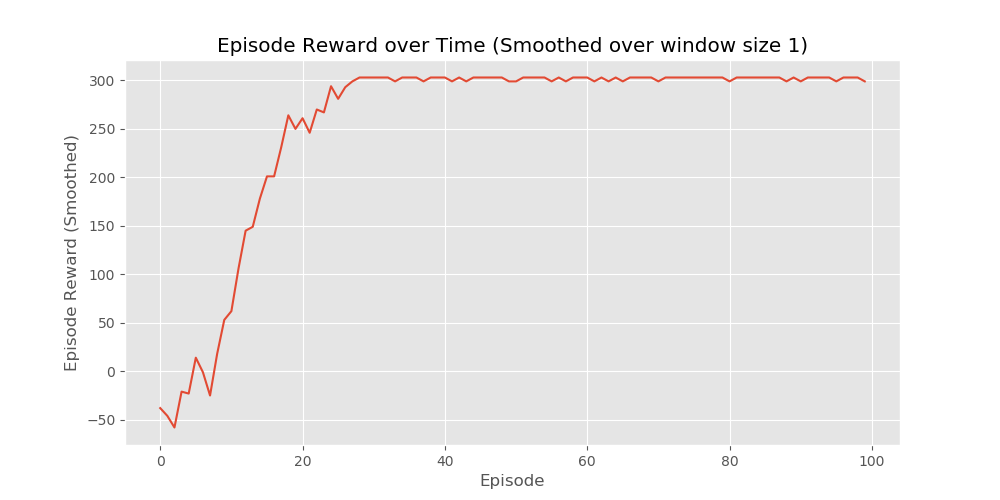 Episode Reward over Time (Smoothed over window size 1)
Episode Reward (Smoothed)
300
250
200
150
100
50
0
−50
0 20 40 60 80 100
Episode